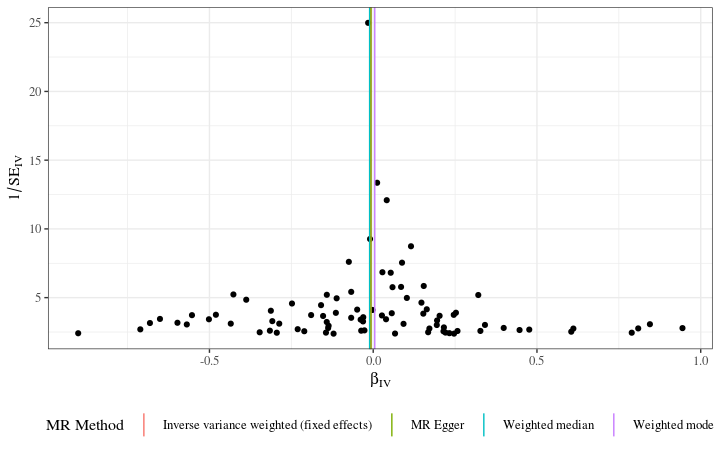 25
20
15
10
5
1/SE_IV
-0.5
0.0
0.5
1.0
β_IV
MR Method
Inverse variance weighted (fixed effects)
MR Egger
Weighted median
Weighted mode